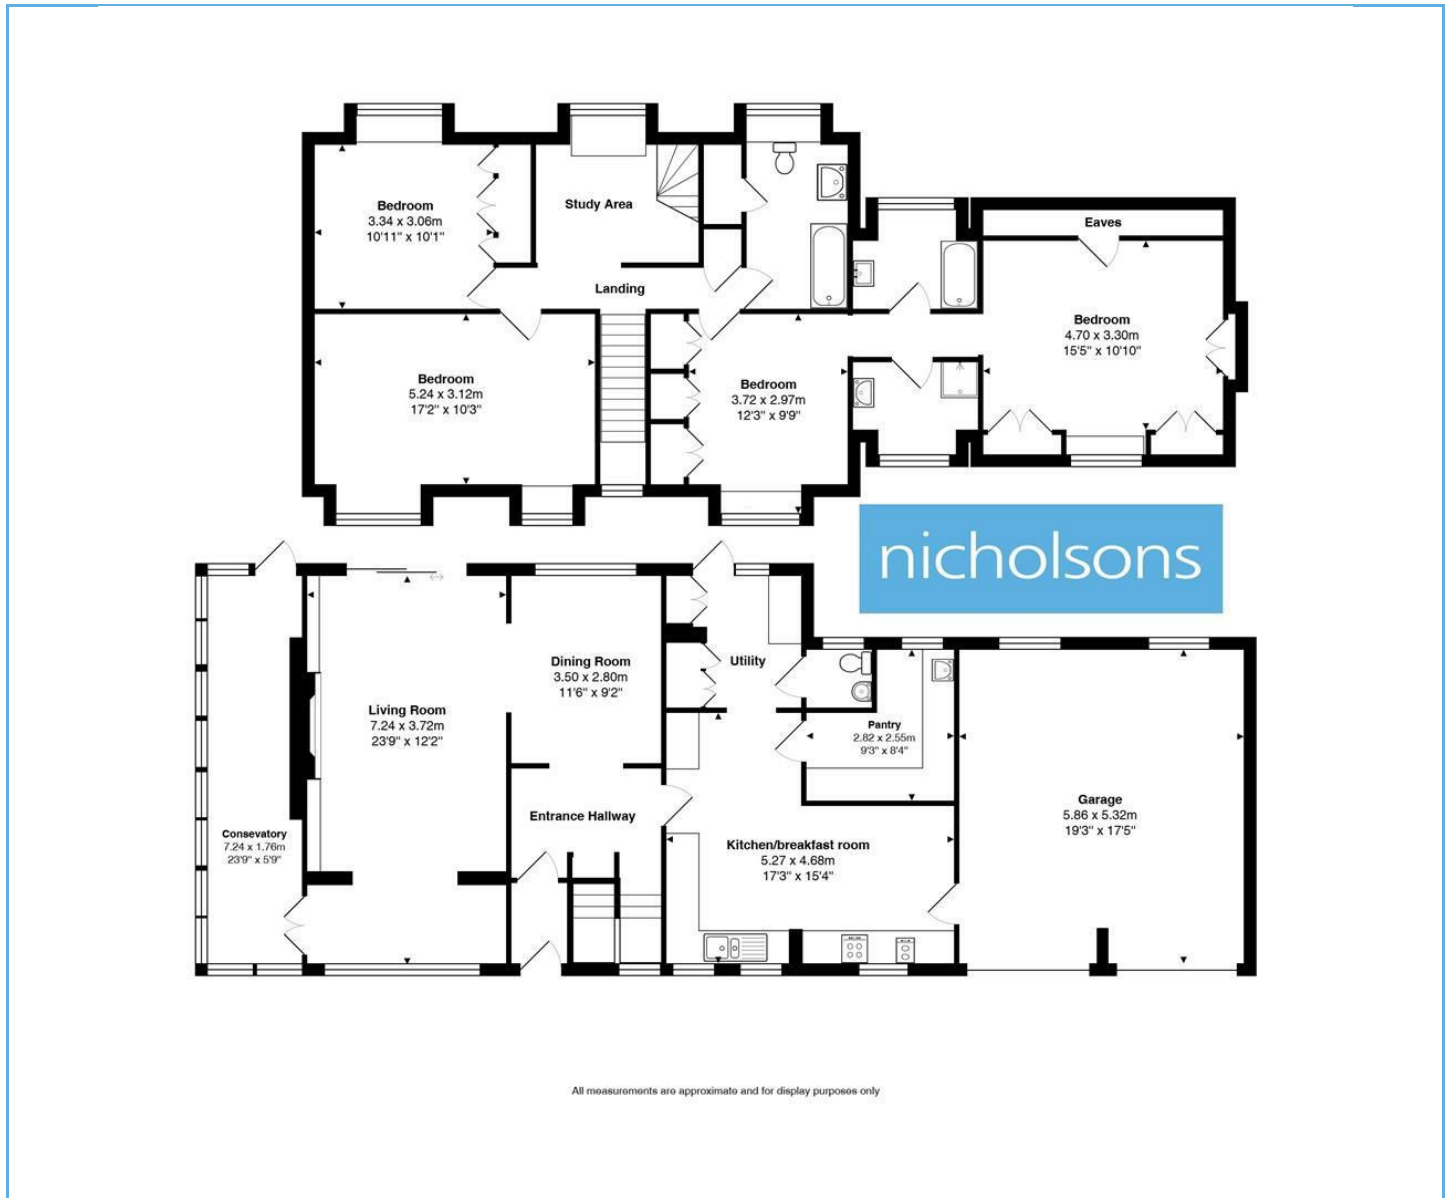 Bedroom
3.34 x 3.06m
10'11" x 10'1"
Study Area
Landing
Eaves
Bedroom
4.70 x 3.30m
15'5" x 10'10"
Bedroom
5.24 x 3.12m
17'2" x 10'3"
Bedroom
3.72 x 2.97m
12'3" x 9'9"
nicholsons
Dining Room
3.50 x 2.80m
11'6" x 9'2"
Utility
Living Room
7.24 x 3.72m
23'9" x 12'2"
Pantry
2.82 x 2.55m
9'3" x 8'4"
Garage
5.86 x 5.32m
19'3" x 17'5"
Entrance Hallway
Consevatory
7.24 x 1.76m
23'9" x 5'9"
Kitchen/breakfast room
5.27 x 4.68m
17'3" x 15'4"
All measurements are approximate and for display purposes only